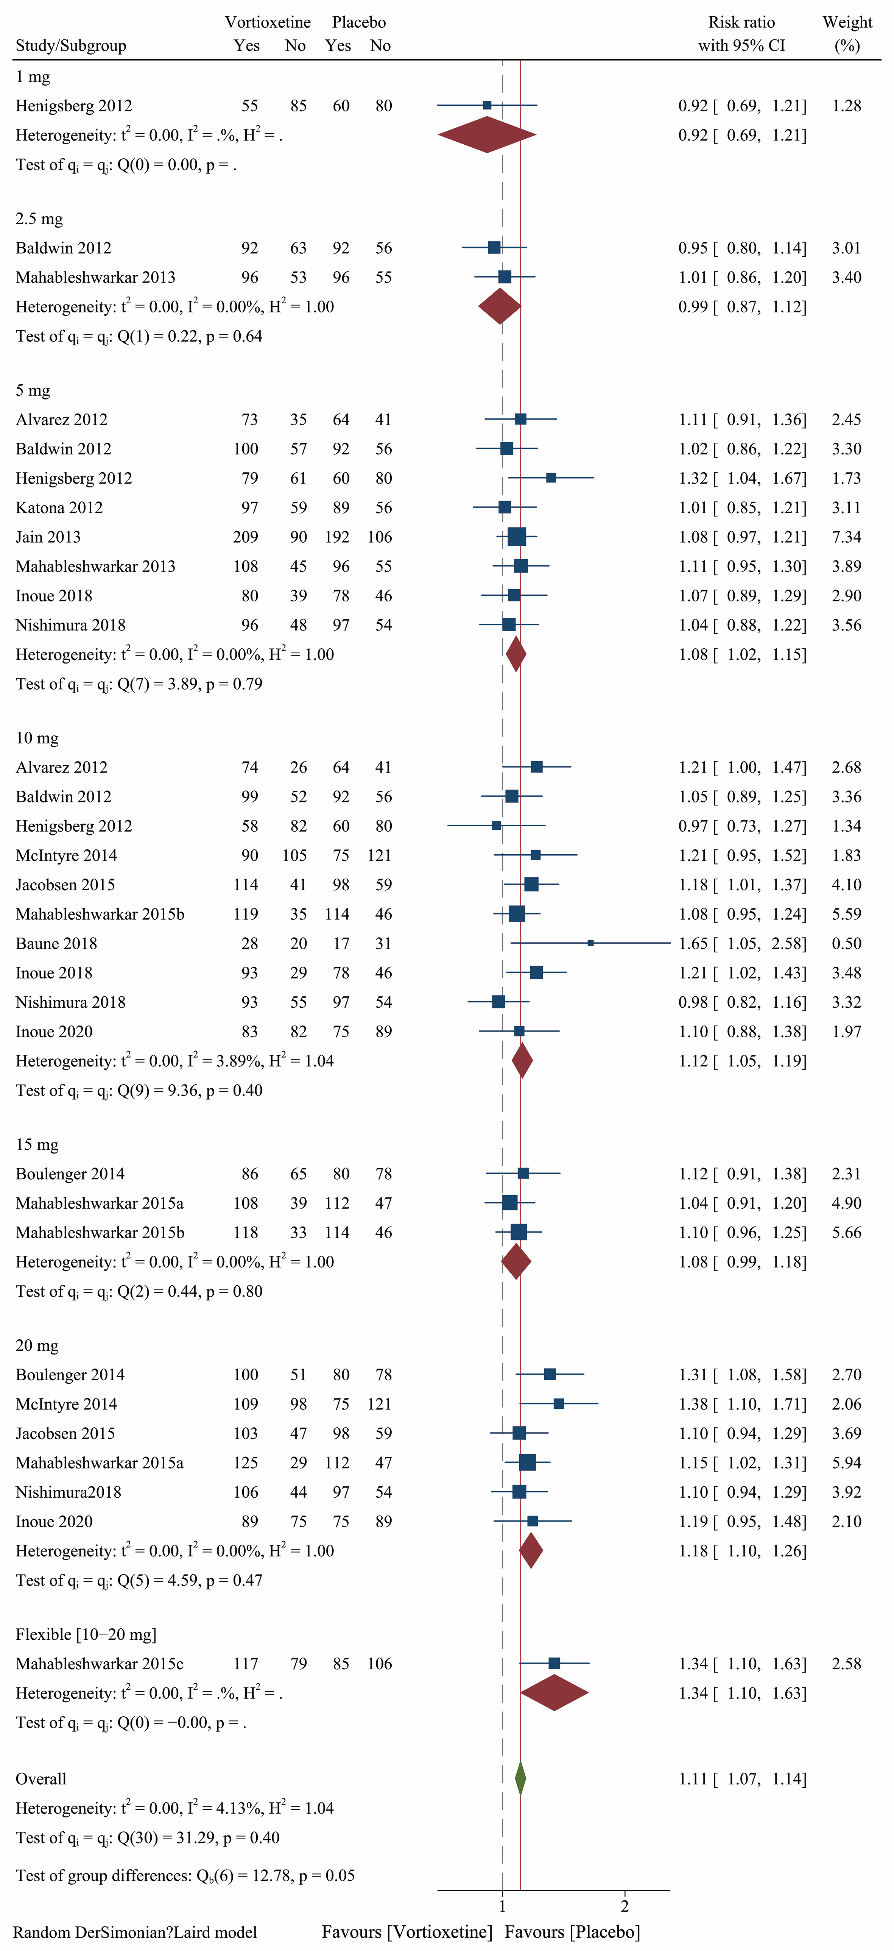 Vortioxetine Placebo Risk ratio Weight
Study/Subgroup Yes No Yes No with 95% CI (%)
1 mg
Henigsberg 2012 55 85 60 80 0.92 [ 0.69, 1.21] 1.28
Heterogeneity: t² = 0.00, I² = .%, H² = . 0.92 [ 0.69, 1.21]
Test of qᵢ = qⱼ: Q(0) = 0.00, p = .
2.5 mg
Baldwin 2012 92 63 92 56 0.95 [ 0.80, 1.14] 3.01
Mahableshwarkar 2013 96 53 96 55 1.01 [ 0.86, 1.20] 3.40
Heterogeneity: t² = 0.00, I² = 0.00%, H² = 1.00 0.99 [ 0.87, 1.12]
Test of qᵢ = qⱼ: Q(1) = 0.22, p = 0.64
5 mg
Alvarez 2012 73 35 64 41 1.11 [ 0.91, 1.36] 2.45
Baldwin 2012 100 57 92 56 1.02 [ 0.86, 1.22] 3.30
Henigsberg 2012 79 61 60 80 1.32 [ 1.04, 1.67] 1.73
Katona 2012 97 59 89 56 1.01 [ 0.85, 1.21] 3.11
Jain 2013 209 90 192 106 1.08 [ 0.97, 1.21] 7.34
Mahableshwarkar 2013 108 45 96 55 1.11 [ 0.95, 1.30] 3.89
Inoue 2018 80 39 78 46 1.07 [ 0.89, 1.29] 2.90
Nishimura 2018 96 48 97 54 1.04 [ 0.88, 1.22] 3.56
Heterogeneity: t² = 0.00, I² = 0.00%, H² = 1.00 1.08 [ 1.02, 1.15]
Test of qᵢ = qⱼ: Q(7) = 3.89, p = 0.79
10 mg
Alvarez 2012 74 26 64 41 1.21 [ 1.00, 1.47] 2.68
Baldwin 2012 99 52 92 56 1.05 [ 0.89, 1.25] 3.36
Henigsberg 2012 58 82 60 80 0.97 [ 0.73, 1.27] 1.34
McIntyre 2014 90 105 75 121 1.21 [ 0.95, 1.52] 1.83
Jacobsen 2015 114 41 98 59 1.18 [ 1.01, 1.37] 4.10
Mahableshwarkar 2015b 119 35 114 46 1.08 [ 0.95, 1.24] 5.59
Baune 2018 28 20 17 31 1.65 [ 1.05, 2.58] 0.50
Inoue 2018 93 29 78 46 1.21 [ 1.02, 1.43] 3.48
Nishimura 2018 93 55 97 54 0.98 [ 0.82, 1.16] 3.32
Inoue 2020 83 82 75 89 1.10 [ 0.88, 1.38] 1.97
Heterogeneity: t² = 0.00, I² = 3.89%, H² = 1.04 1.12 [ 1.05, 1.19]
Test of qᵢ = qⱼ: Q(9) = 9.36, p = 0.40
15 mg
Boulenger 2014 86 65 80 78 1.12 [ 0.91, 1.38] 2.31
Mahableshwarkar 2015a 108 39 112 47 1.04 [ 0.91, 1.20] 4.90
Mahableshwarkar 2015b 118 33 114 46 1.10 [ 0.96, 1.25] 5.66
Heterogeneity: t² = 0.00, I² = 0.00%, H² = 1.00 1.08 [ 0.99, 1.18]
Test of qᵢ = qⱼ: Q(2) = 0.44, p = 0.80
20 mg
Boulenger 2014 100 51 80 78 1.31 [ 1.08, 1.58] 2.70
McIntyre 2014 109 98 75 121 1.38 [ 1.10, 1.71] 2.06
Jacobsen 2015 103 47 98 59 1.10 [ 0.94, 1.29] 3.69
Mahableshwarkar 2015a 125 29 112 47 1.15 [ 1.02, 1.31] 5.94
Nishimura2018 106 44 97 54 1.10 [ 0.94, 1.29] 3.92
Inoue 2020 89 75 75 89 1.19 [ 0.95, 1.48] 2.10
Heterogeneity: t² = 0.00, I² = 0.00%, H² = 1.00 1.18 [ 1.10, 1.26]
Test of qᵢ = qⱼ: Q(5) = 4.59, p = 0.47
Flexible [10−20 mg]
Mahableshwarkar 2015c 117 79 85 106 1.34 [ 1.10, 1.63] 2.58
Heterogeneity: t² = 0.00, I² = .%, H² = . 1.34 [ 1.10, 1.63]
Test of qᵢ = qⱼ: Q(0) = −0.00, p = .
Overall 1.11 [ 1.07, 1.14]
Heterogeneity: t² = 0.00, I² = 4.13%, H² = 1.04
Test of qᵢ = qⱼ: Q(30) = 31.29, p = 0.40
Test of group differences: Q_b(6) = 12.78, p = 0.05
1 2
Random DerSimonian?Laird model Favours [Vortioxetine] Favours [Placebo]